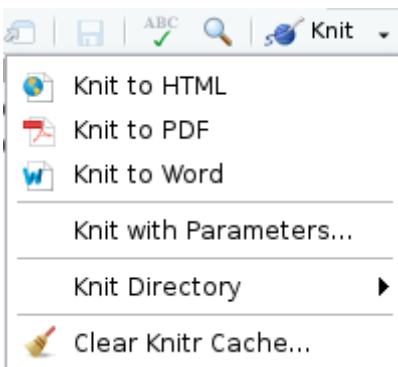 ABC
Knit
Knit to HTML
Knit to PDF
Knit to Word
Knit with Parameters...
Knit Directory
Clear Knitr Cache...